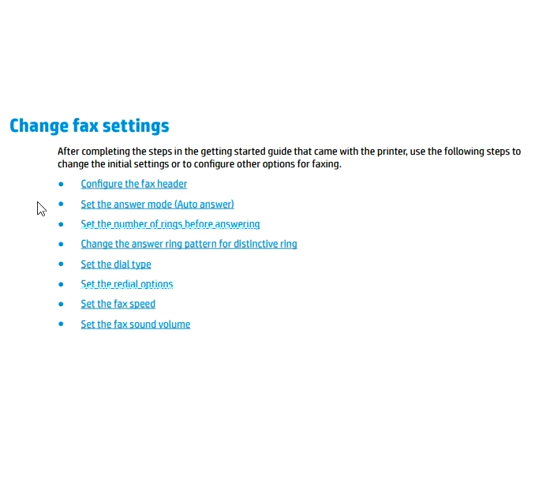 Change fax settings
After completing the steps in the getting started guide that came with the printer, use the following steps to
change the initial settings or to configure other options for faxing.
● Configure the fax header
● Set the answer mode (Auto answer)
● Set the number of rings before answering
● Change the answer ring pattern for distinctive ring
● Set the dial type
● Set the redial options
● Set the fax speed
● Set the fax sound volume